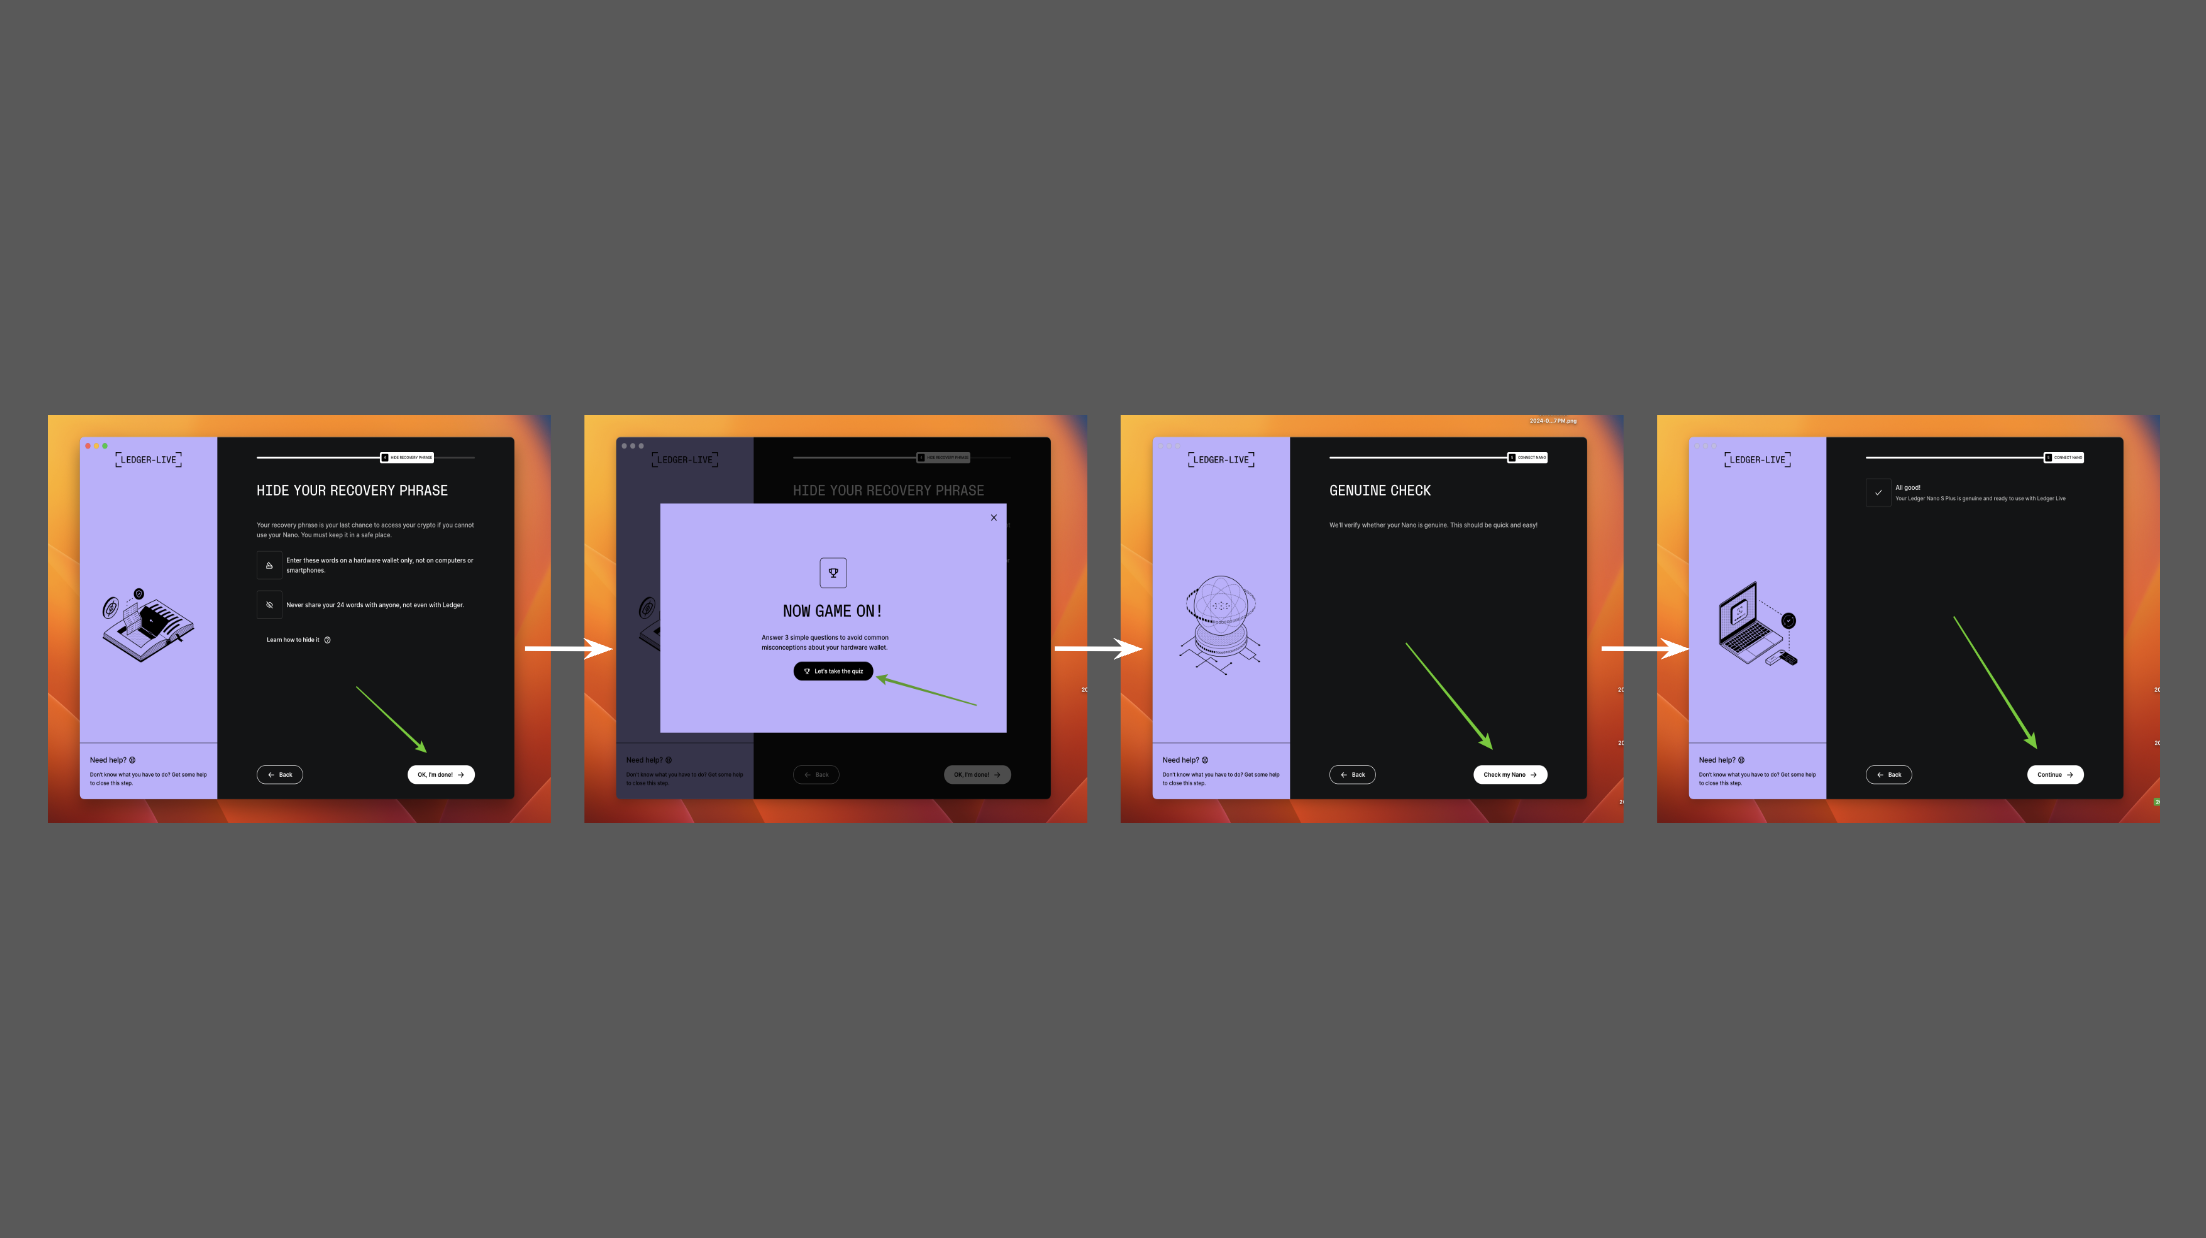 LEDGER-LIVE
HIDE RECOVERY PHRASE
HIDE YOUR RECOVERY PHRASE
Your recovery phrase is your last chance to access your crypto if you cannot
use your Nano. You must keep it in a safe place.
Enter these words on a hardware wallet only, not on computers or
smartphones.
Never share your 24 words with anyone, not even with Ledger.
Learn how to hide it
Need help?
Don't know what you have to do? Get some help
to close this step.
Back
OK, I'm done!
LEDGER-LIVE
HIDE RECOVERY PHRASE
HIDE YOUR RECOVERY PHRASE
NOW GAME ON!
Answer 3 simple questions to avoid common
misconceptions about your hardware wallet.
Let's take the quiz
Need help?
Don't know what you have to do? Get some help
to close this step.
Back
OK, I'm done!
2024-0...7PM.png
LEDGER-LIVE
CONNECT NANO
GENUINE CHECK
We'll verify whether your Nano is genuine. This should be quick and easy!
Need help?
Don't know what you have to do? Get some help
to close this step.
Back
Check my Nano
LEDGER-LIVE
CONNECT NANO
All good!
Your Ledger Nano S Plus is genuine and ready to use with Ledger Live
Need help?
Don't know what you have to do? Get some help
to close this step.
Back
Continue